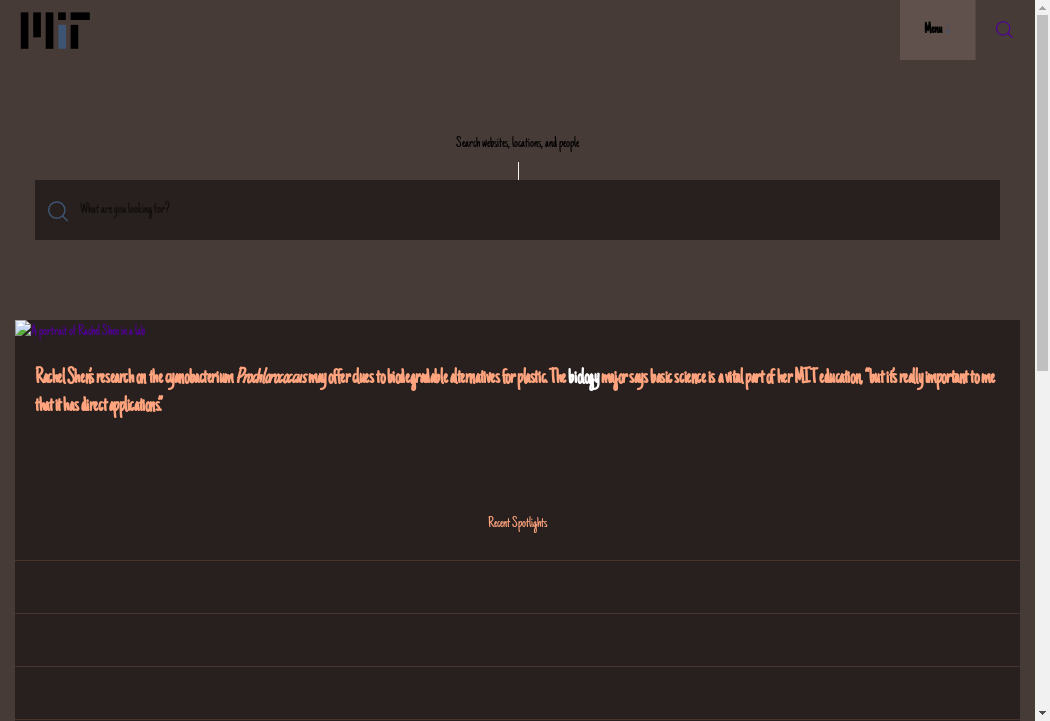 MIT
Menu
Search websites, locations, and people
What are you looking for?
A portrait of Rachel Shen in a lab
Rachel Shen's research on the cyanobacterium Prochlorococcus may offer clues to biodegradable alternatives for plastic. The biology major says basic science is a vital part of her MIT education, “but it's really important to me
that it has direct applications.”
Recent Spotlights